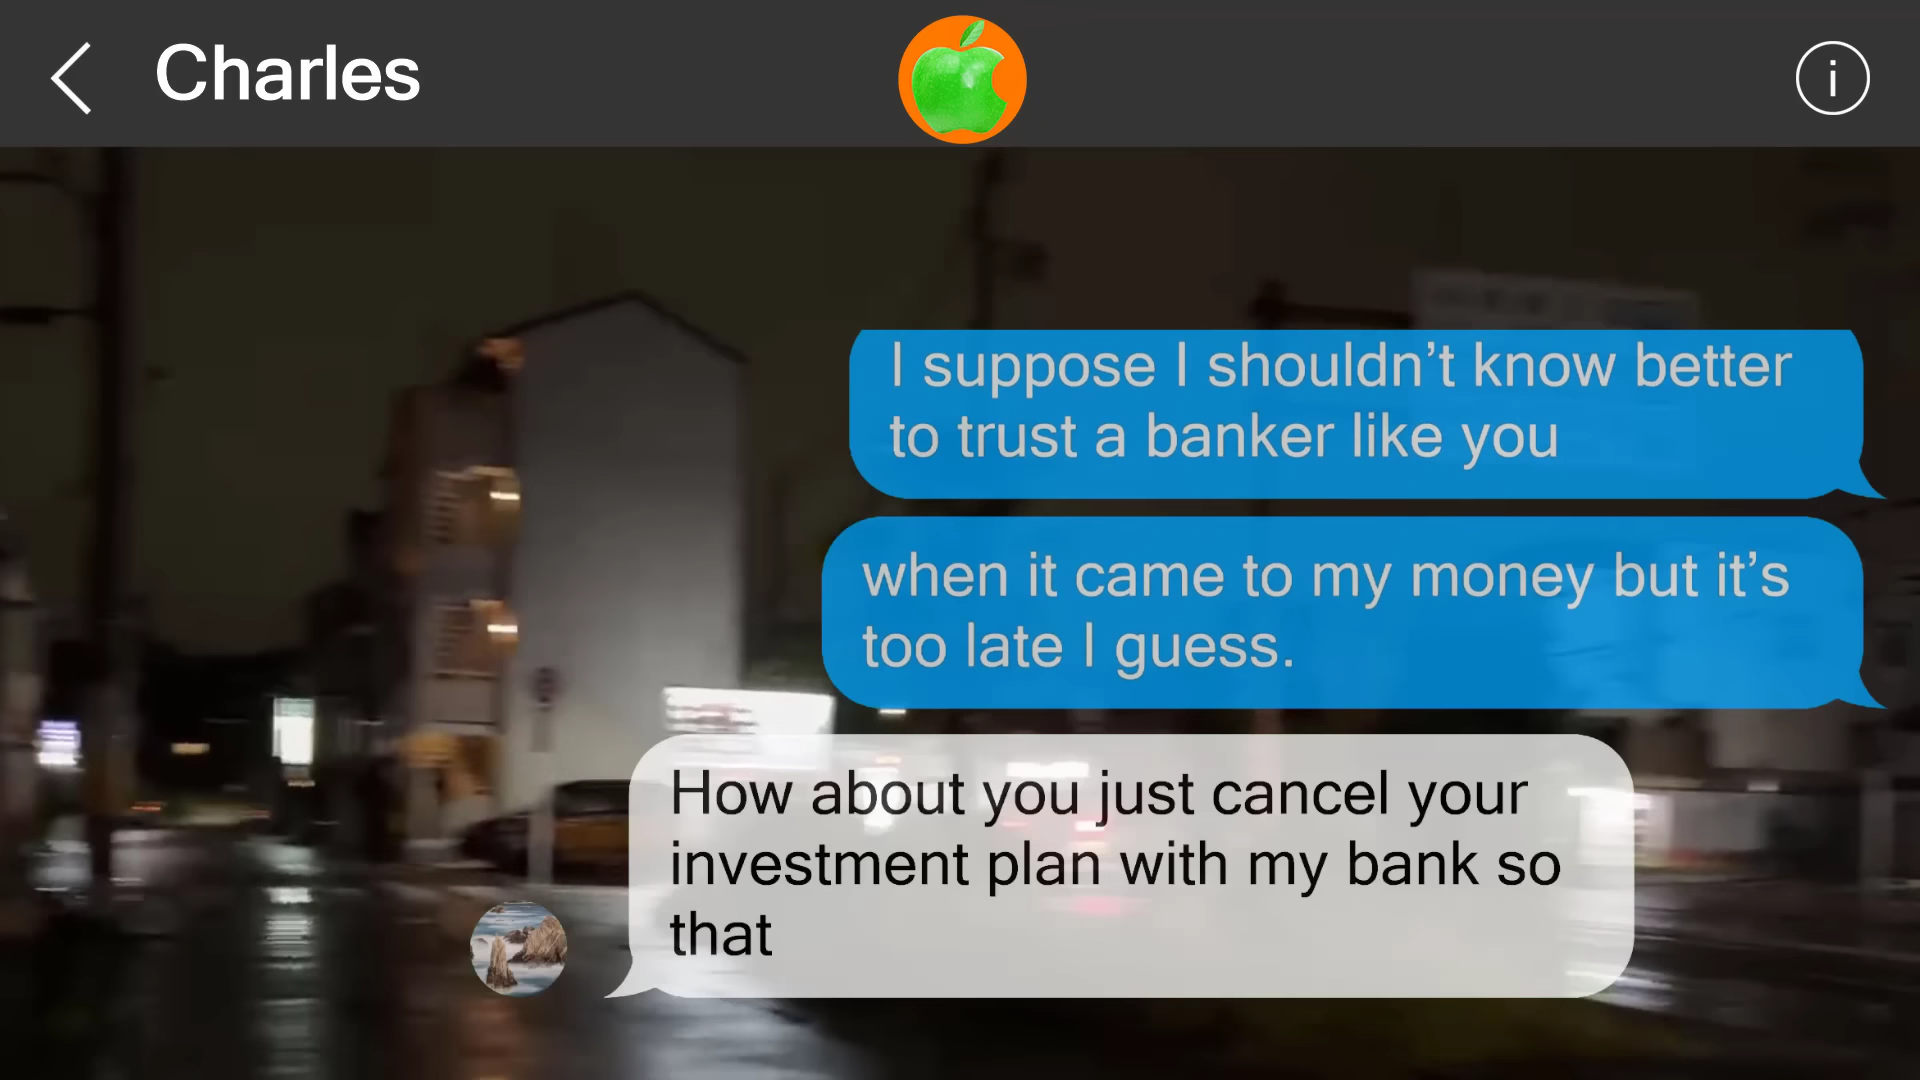 Charles
i
I suppose I shouldn’t know better
to trust a banker like you
when it came to my money but it’s
too late I guess.
How about you just cancel your
investment plan with my bank so
that